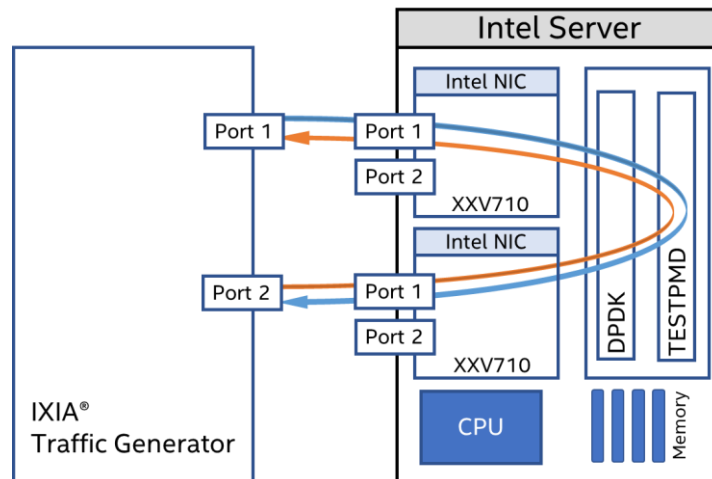 Intel Server
Intel NIC
Port 1
Port 1
Port 2
XXV710
Intel NIC
Port 2
Port 1
Port 2
XXV710
DPDK
TESTPMD
IXIA®
Traffic Generator
CPU
Memory